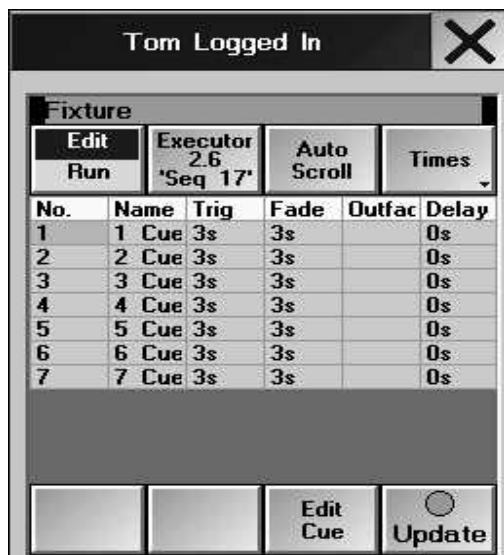 Tom Logged In
Fixture
Edit
Run
Executor
2.6
'Seq 17'
Auto
Scroll
Times
No. Name Trig Fade Outfac Delay
1 1 Cue 3s 3s 0s
2 2 Cue 3s 3s 0s
3 3 Cue 3s 3s 0s
4 4 Cue 3s 3s 0s
5 5 Cue 3s 3s 0s
6 6 Cue 3s 3s 0s
7 7 Cue 3s 3s 0s
Edit
Cue
Update